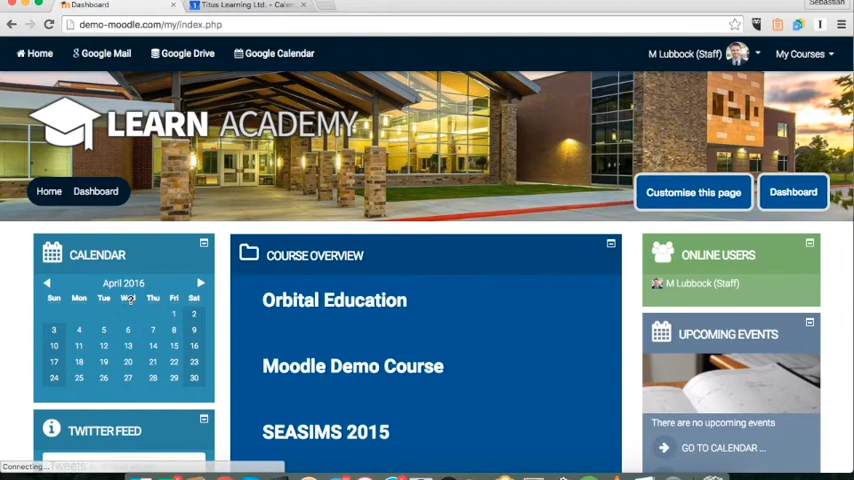 Dashboard
Titus Learning Ltd. - Cale
Sebastian
demo-moodle.com/my/index.php
Home
Google Mail
Google Drive
Google Calendar
M Lubbock (Staff)
My Courses
LEARN ACADEMY
Home Dashboard
Customise this page
Dashboard
CALENDAR
April 2016
Sun Mon Tue Wed Thu Fri Sat
1 2
3 4 5 6 7 8 9
10 11 12 13 14 15 16
17 18 19 20 21 22 23
24 25 26 27 28 29 30
TWITTER FEED
Tweets
COURSE OVERVIEW
Orbital Education
Moodle Demo Course
SEASIMS 2015
ONLINE USERS
M Lubbock (Staff)
UPCOMING EVENTS
There are no upcoming events
GO TO CALENDAR ...
Connecting...